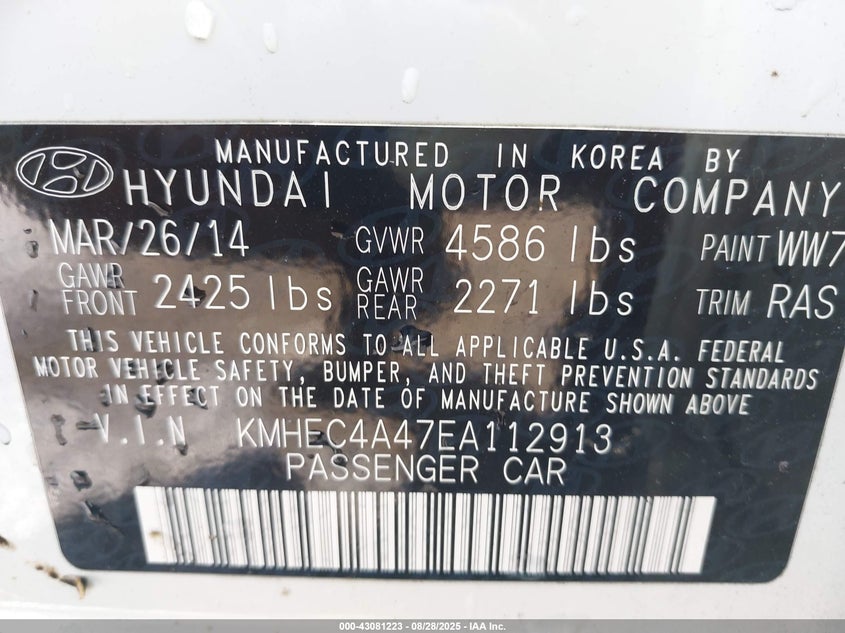 MANUFACTURED IN KOREA BY
HYUNDAI MOTOR COMPANY
MAR/26/14 GVWR 4586 lbs PAINT WW7
GAWR FRONT 2425 lbs GAWR REAR 2271 lbs TRIM RAS
THIS VEHICLE CONFORMS TO ALL APPLICABLE U.S.A. FEDERAL
MOTOR VEHICLE SAFETY, BUMPER, AND THEFT PREVENTION STANDARDS
IN EFFECT ON THE DATE OF MANUFACTURE SHOWN ABOVE
V.I.N KMHEC4A47EA112913
PASSENGER CAR
000-43081223 - 08/28/2025 - IAA Inc.